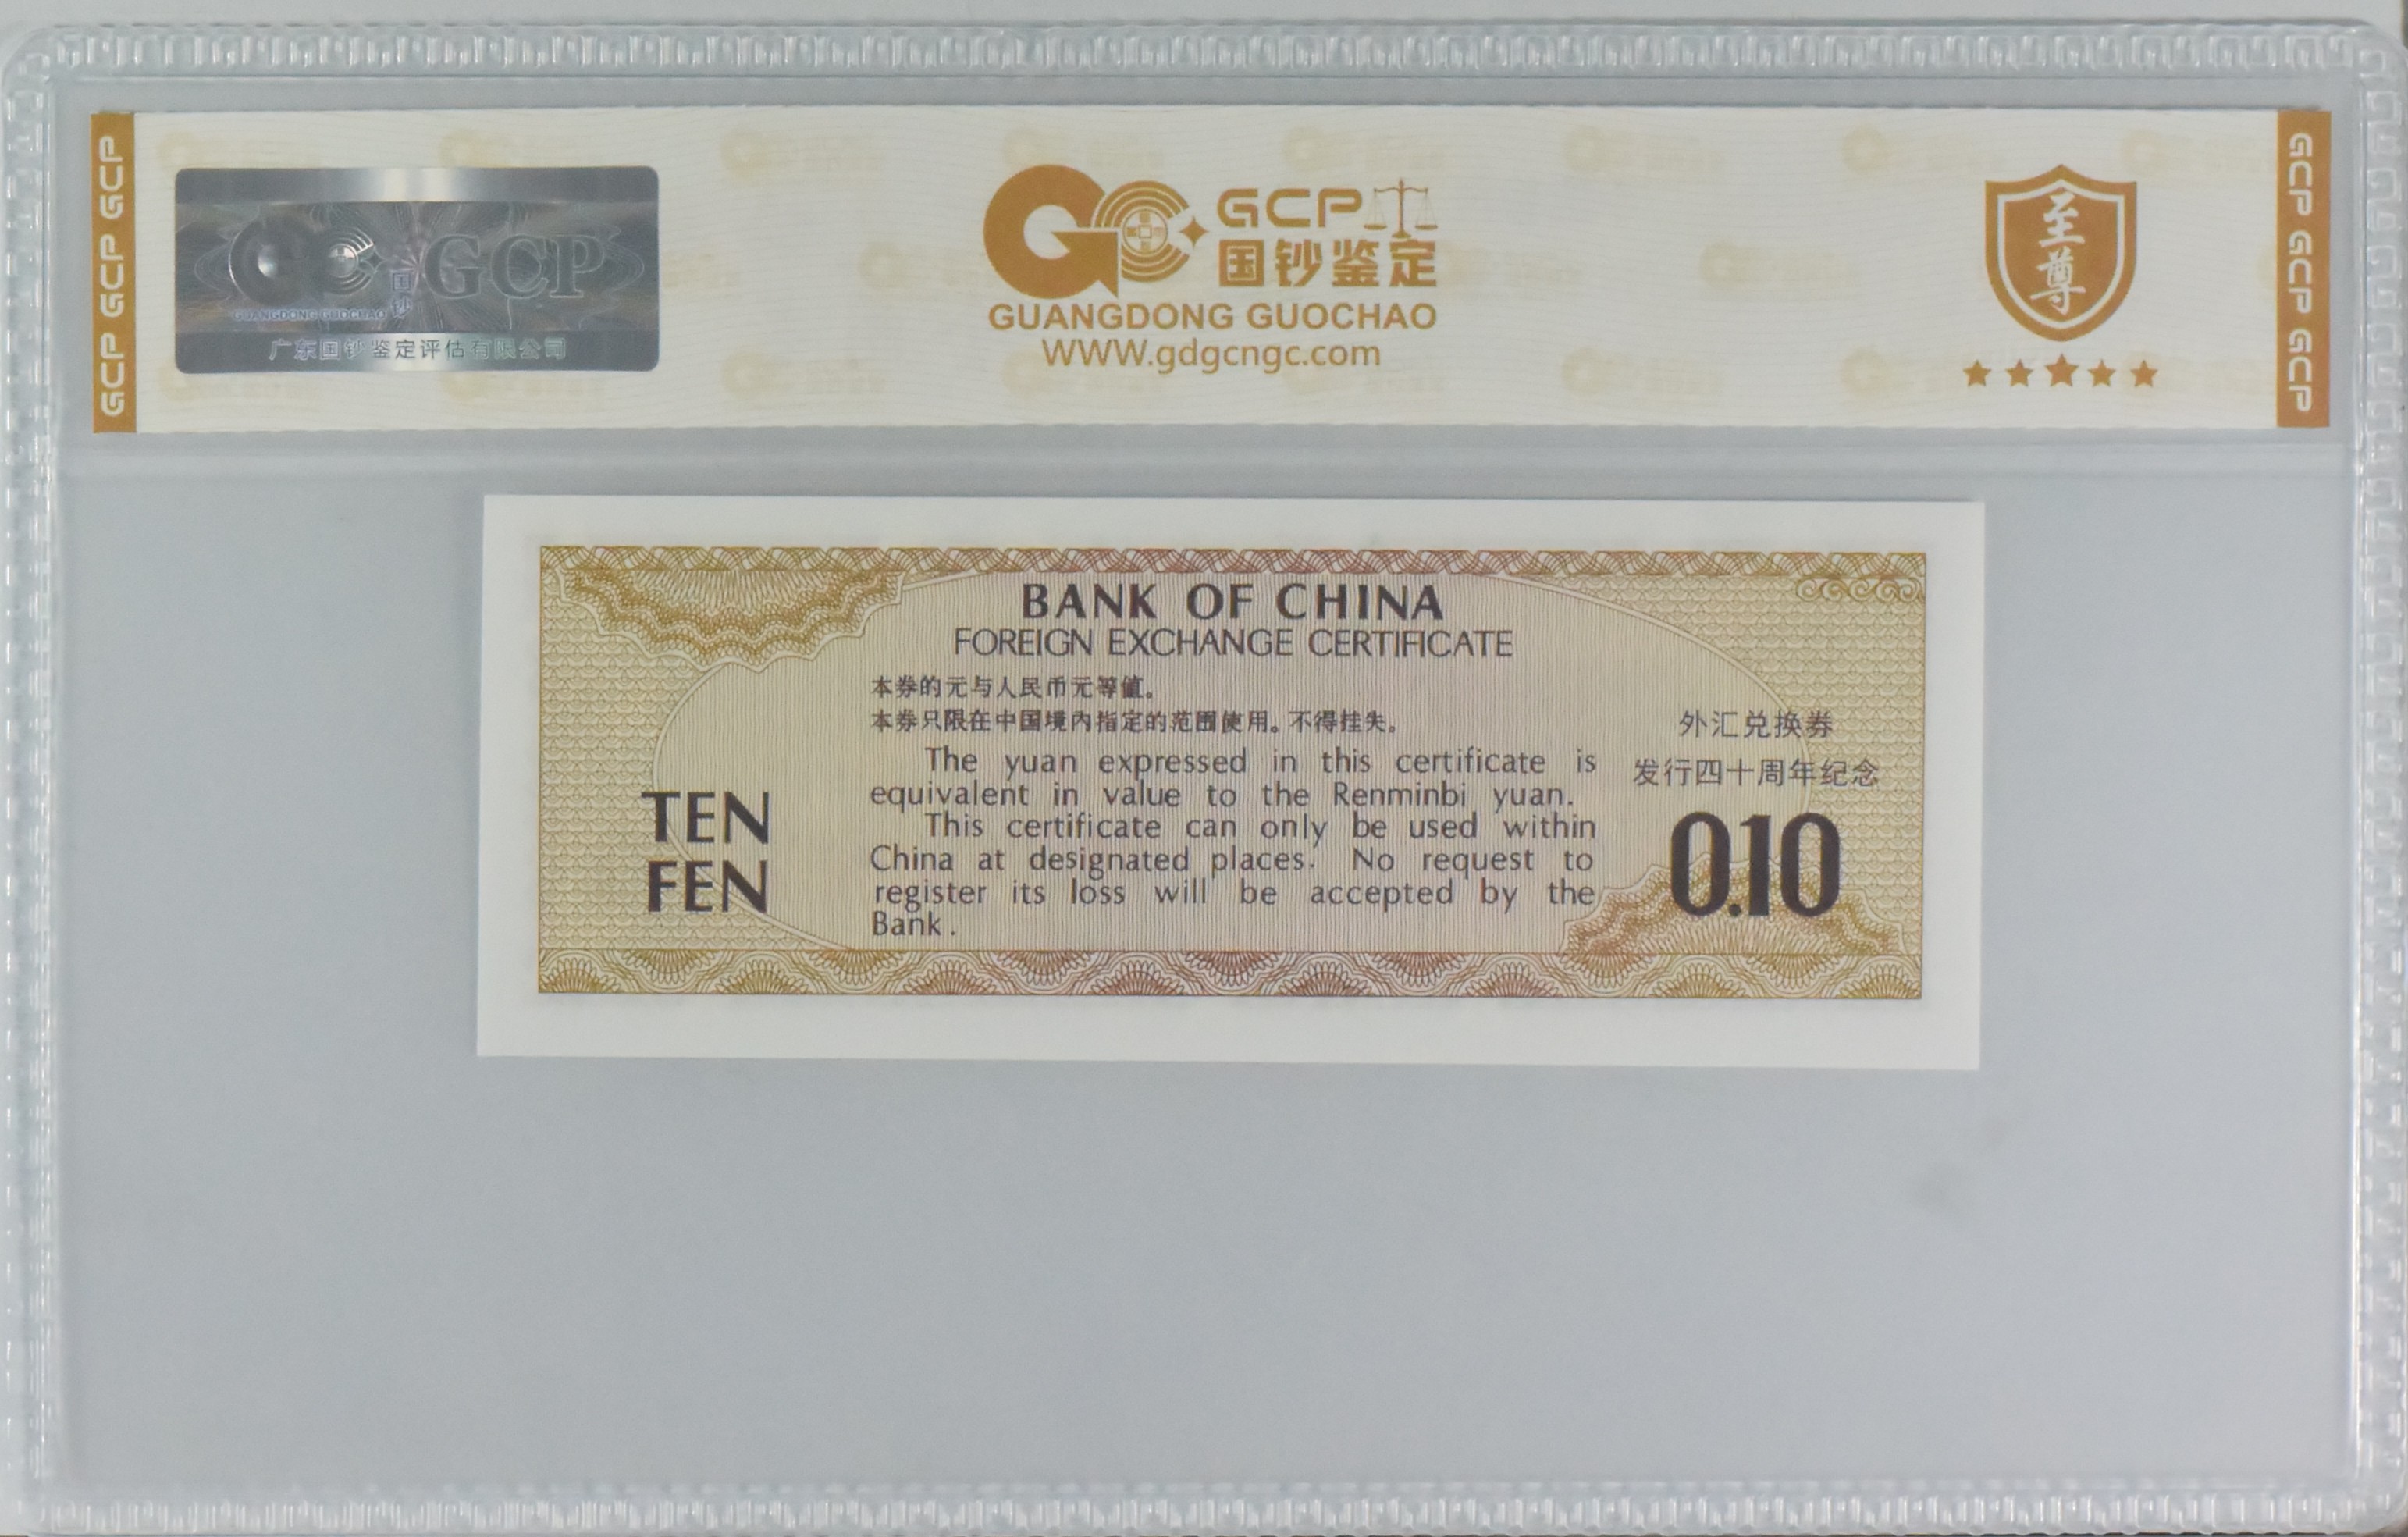 GCP GCP GCP
GC GCP
国钞
GUANGDONG GUOCHAO
广东国钞鉴定评估有限公司
GCP
国钞鉴定
GUANGDONG GUOCHAO
WWW.gdgcngc.com
至尊
GCP GCP GCP
BANK OF CHINA
FOREIGN EXCHANGE CERTIFICATE
本券的元与人民币元等值。
本券只限在中国境内指定的范围使用。不得挂失。
The yuan expressed in this certificate is
equivalent in value to the Renminbi yuan.
This certificate can only be used within
China at designated places. No request to
register its loss will be accepted by the
Bank.
TEN
FEN
外汇兑换券
发行四十周年纪念
0.10